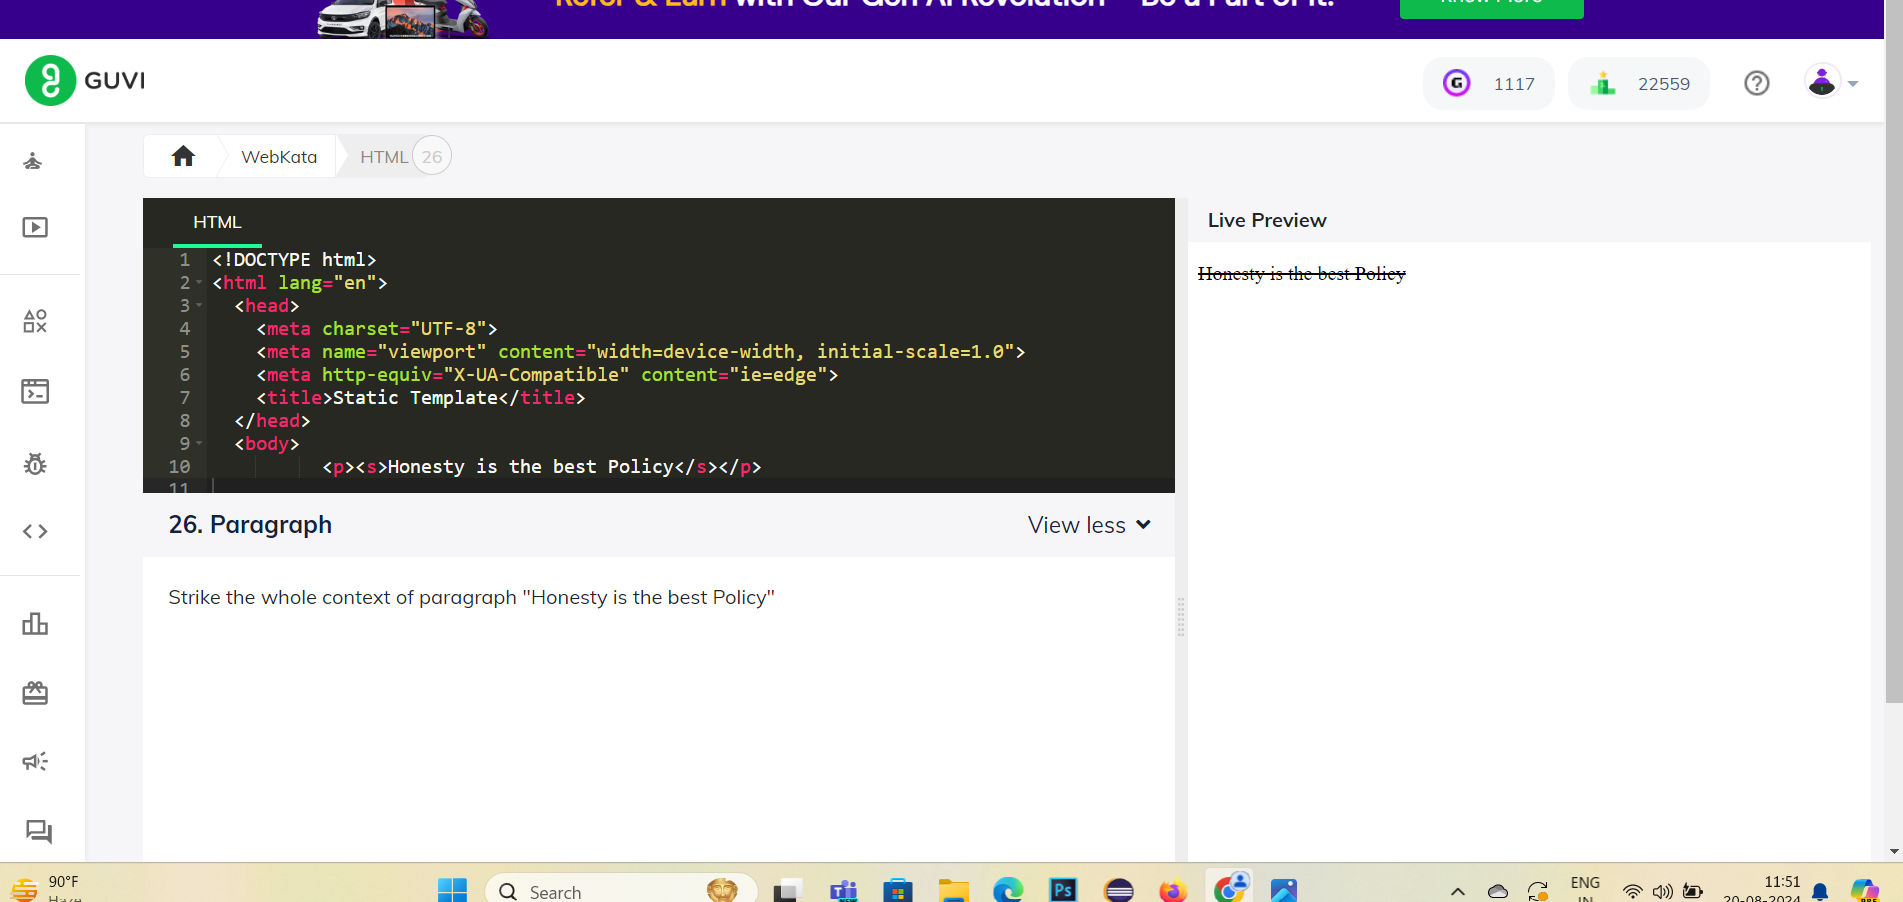 Refer & Earn with Our Gen AI Revolution - Be a Part of it!
Know More
GUVI
1117
22559
WebKata
HTML
26
HTML
1 <!DOCTYPE html>
2 <html lang="en">
3 <head>
4 <meta charset="UTF-8">
5 <meta name="viewport" content="width=device-width, initial-scale=1.0">
6 <meta http-equiv="X-UA-Compatible" content="ie=edge">
7 <title>Static Template</title>
8 </head>
9 <body>
10 <p><s>Honesty is the best Policy</s></p>
11
26. Paragraph
View less
Strike the whole context of paragraph "Honesty is the best Policy"
Live Preview
Honesty is the best Policy
90°F
Haze
Search
Ps
ENG
IN
11:51
20-08-2024